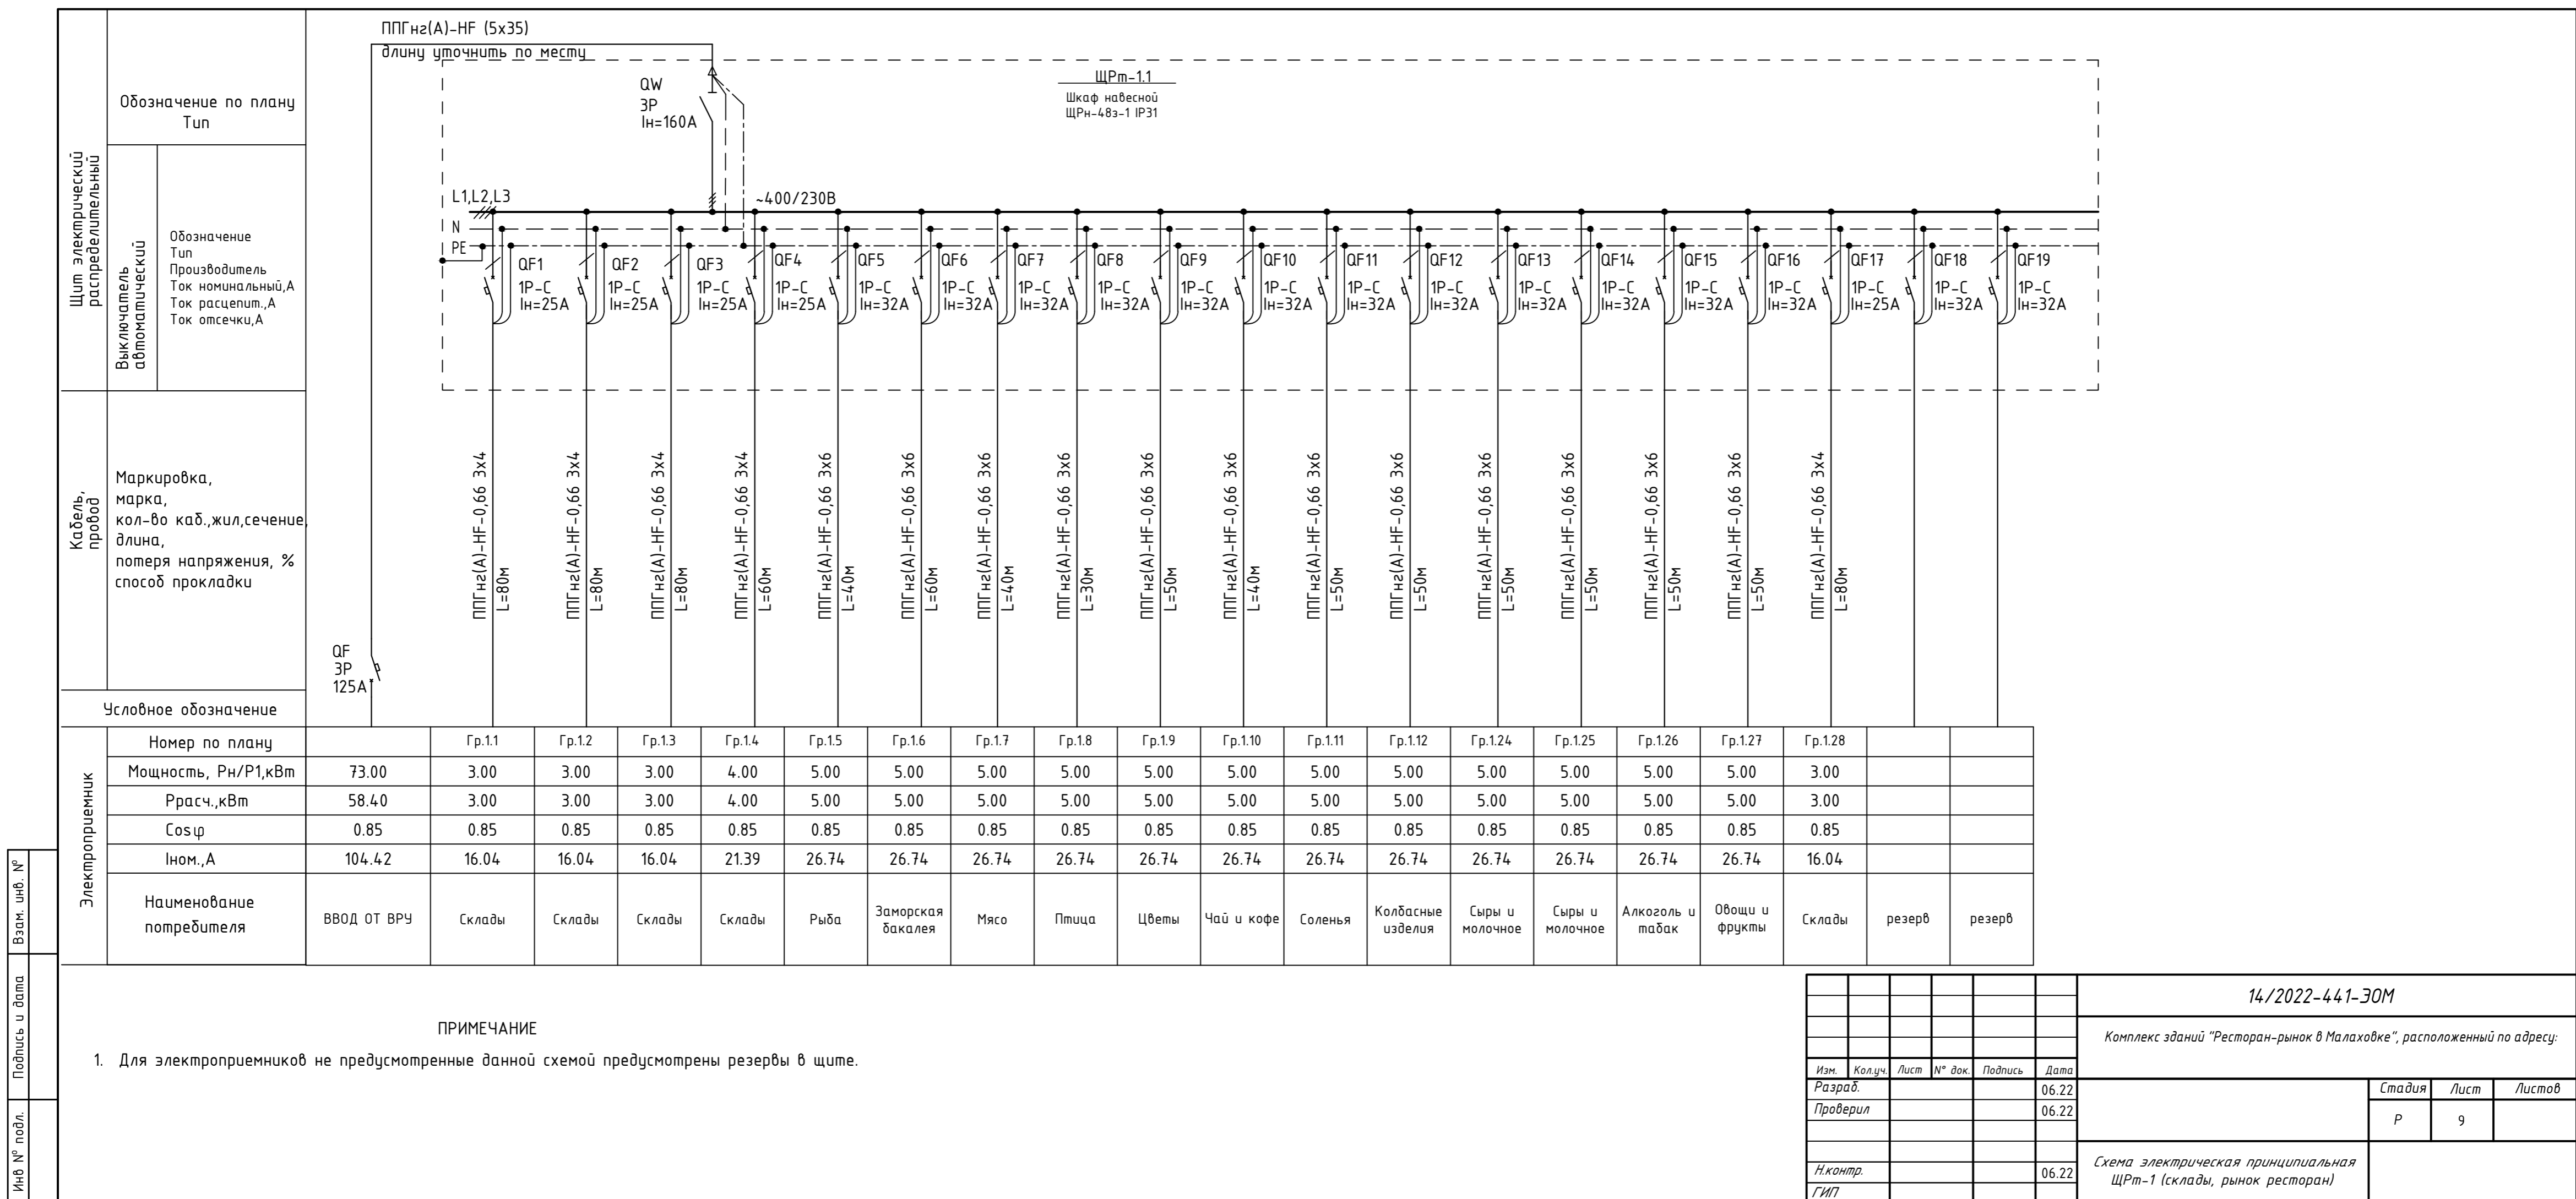 ППГнг(А)-HF (5х35)
длину уточнить по месту
QW
3P
Iн=160А
ЩРт-1.1
Шкаф навесной
ЩРн-48з-1 IP31
Щит электрический
распределительный
Обозначение по плану
Тип
Выключатель
автоматический
Обозначение
Тип
Производитель
Ток номинальный,А
Ток расцепит.,А
Ток отсечки,А
L1,L2,L3
~400/230В
N
PE
QF1 QF2 QF3 QF4 QF5 QF6 QF7 QF8 QF9 QF10 QF11 QF12 QF13 QF14 QF15 QF16 QF17 QF18 QF19
1P-C 1P-C 1P-C 1P-C 1P-C 1P-C 1P-C 1P-C 1P-C 1P-C 1P-C 1P-C 1P-C 1P-C 1P-C 1P-C 1P-C 1P-C 1P-C
Iн=25А Iн=25А Iн=25А Iн=25А Iн=32А Iн=32А Iн=32А Iн=32А Iн=32А Iн=32А Iн=32А Iн=32А Iн=32А Iн=32А Iн=32А Iн=32А Iн=25А Iн=32А Iн=32А
Кабель,
провод
Маркировка,
марка,
кол-во каб.,жил,сечение,
длина,
потеря напряжения, %
способ прокладки
ППГнг(А)-HF-0,66 3х4
L=80м
ППГнг(А)-HF-0,66 3х4
L=80м
ППГнг(А)-HF-0,66 3х4
L=80м
ППГнг(А)-HF-0,66 3х4
L=60м
ППГнг(А)-HF-0,66 3х6
L=40м
ППГнг(А)-HF-0,66 3х6
L=60м
ППГнг(А)-HF-0,66 3х6
L=40м
ППГнг(А)-HF-0,66 3х6
L=30м
ППГнг(А)-HF-0,66 3х6
L=50м
ППГнг(А)-HF-0,66 3х6
L=40м
ППГнг(А)-HF-0,66 3х6
L=50м
ППГнг(А)-HF-0,66 3х6
L=50м
ППГнг(А)-HF-0,66 3х6
L=50м
ППГнг(А)-HF-0,66 3х6
L=50м
ППГнг(А)-HF-0,66 3х6
L=50м
ППГнг(А)-HF-0,66 3х6
L=50м
ППГнг(А)-HF-0,66 3х4
L=80м
QF
3P
125А
Условное обозначение
Электроприемник
Номер по плану Гр.1.1 Гр.1.2 Гр.1.3 Гр.1.4 Гр.1.5 Гр.1.6 Гр.1.7 Гр.1.8 Гр.1.9 Гр.1.10 Гр.1.11 Гр.1.12 Гр.1.24 Гр.1.25 Гр.1.26 Гр.1.27 Гр.1.28
Мощность, Рн/Р1,кВт 73.00 3.00 3.00 3.00 4.00 5.00 5.00 5.00 5.00 5.00 5.00 5.00 5.00 5.00 5.00 5.00 5.00 3.00
Ррасч.,кВт 58.40 3.00 3.00 3.00 4.00 5.00 5.00 5.00 5.00 5.00 5.00 5.00 5.00 5.00 5.00 5.00 5.00 3.00
Cosφ 0.85 0.85 0.85 0.85 0.85 0.85 0.85 0.85 0.85 0.85 0.85 0.85 0.85 0.85 0.85 0.85 0.85 0.85
Iном.,А 104.42 16.04 16.04 16.04 21.39 26.74 26.74 26.74 26.74 26.74 26.74 26.74 26.74 26.74 26.74 26.74 26.74 16.04
Наименование
потребителя
ВВОД ОТ ВРУ
Склады
Склады
Склады
Склады
Рыба
Заморская
бакалея
Мясо
Птица
Цветы
Чай и кофе
Соленья
Колбасные
изделия
Сыры и
молочное
Сыры и
молочное
Алкоголь и
табак
Овощи и
фрукты
Склады
резерв
резерв
ПРИМЕЧАНИЕ
1. Для электроприемников не предусмотренные данной схемой предусмотрены резервы в щите.
Взам. инв. №
Подпись и дата
Инв № подл.
14/2022-441-ЭОМ
Комплекс зданий "Ресторан-рынок в Малаховке", расположенный по адресу:
Изм. Кол.уч. Лист № док. Подпись Дата
Разраб. 06.22
Проверил 06.22
Стадия Лист Листов
Р 9
Н.контр. 06.22
ГИП
Схема электрическая принципиальная
ЩРт-1 (склады, рынок ресторан)